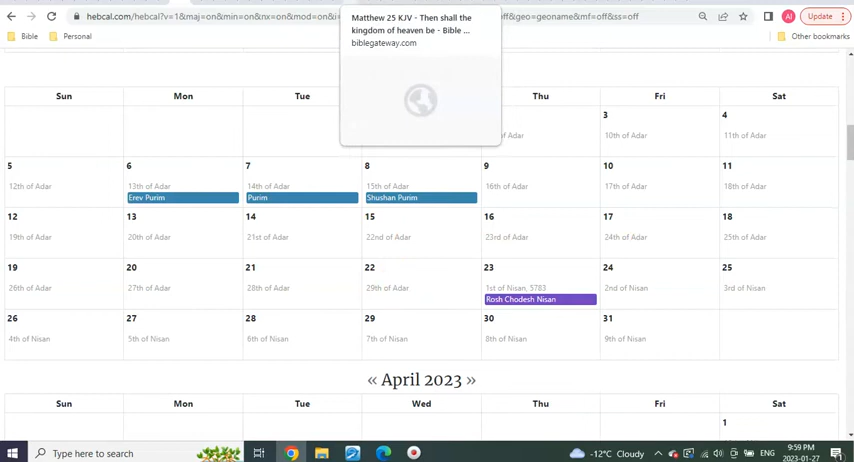 hebcal.com/hebcal?v=1&maj=on&min=on&nx=on&mod=on&i
ff&geo=geoname&mf=off&ss=off
AI
Update
Bible
Personal
Other bookmarks
Matthew 25 KJV - Then shall the
kingdom of heaven be - Bible ...
biblegateway.com
Sun Mon Tue Thu Fri Sat
3 4
of Adar 10th of Adar 11th of Adar
5 6 7 8 9 10 11
12th of Adar 13th of Adar 14th of Adar 15th of Adar 16th of Adar 17th of Adar 18th of Adar
Erev Purim Purim Shushan Purim
12 13 14 15 16 17 18
19th of Adar 20th of Adar 21st of Adar 22nd of Adar 23rd of Adar 24th of Adar 25th of Adar
19 20 21 22 23 24 25
26th of Adar 27th of Adar 28th of Adar 29th of Adar 1st of Nisan, 5783 2nd of Nisan 3rd of Nisan
Rosh Chodesh Nisan
26 27 28 29 30 31
4th of Nisan 5th of Nisan 6th of Nisan 7th of Nisan 8th of Nisan 9th of Nisan
« April 2023 »
Sun Mon Tue Wed Thu Fri Sat
1
Type here to search
-12°C Cloudy
ENG
9:59 PM
2023-01-27